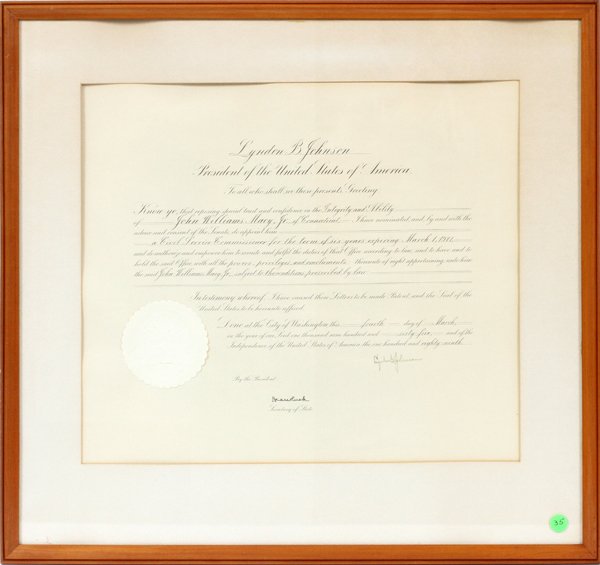 Lyndon B Johnson
President of the United States of America.
To all who shall see these presents, Greeting:
Know ye, that reposing special trust and confidence in the Integrity and Ability
of John Williams Macy, Jr. of Connecticut I have nominated, and, by and with the
advice and consent of the Senate, do appoint him
a Civil Service Commissioner for the term of six years expiring March 1, 1971,
and do authorize and empower him to execute and fulfil the duties of that Office according to law, and to have and to
hold the said Office, with all the powers, privileges, and emoluments thereunto of right appertaining, unto him
the said John Williams Macy, Jr., subject to the conditions prescribed by law.
In testimony whereof, I have caused these Letters to be made Patent, and the Seal of the
United States to be hereunto affixed.
Done at the City of Washington this fourth day of March
in the year of our Lord one thousand nine hundred and sixty-five, and of the
Independence of the United States of America the one hundred and eighty-ninth.
By the President:
Secretary of State.
35